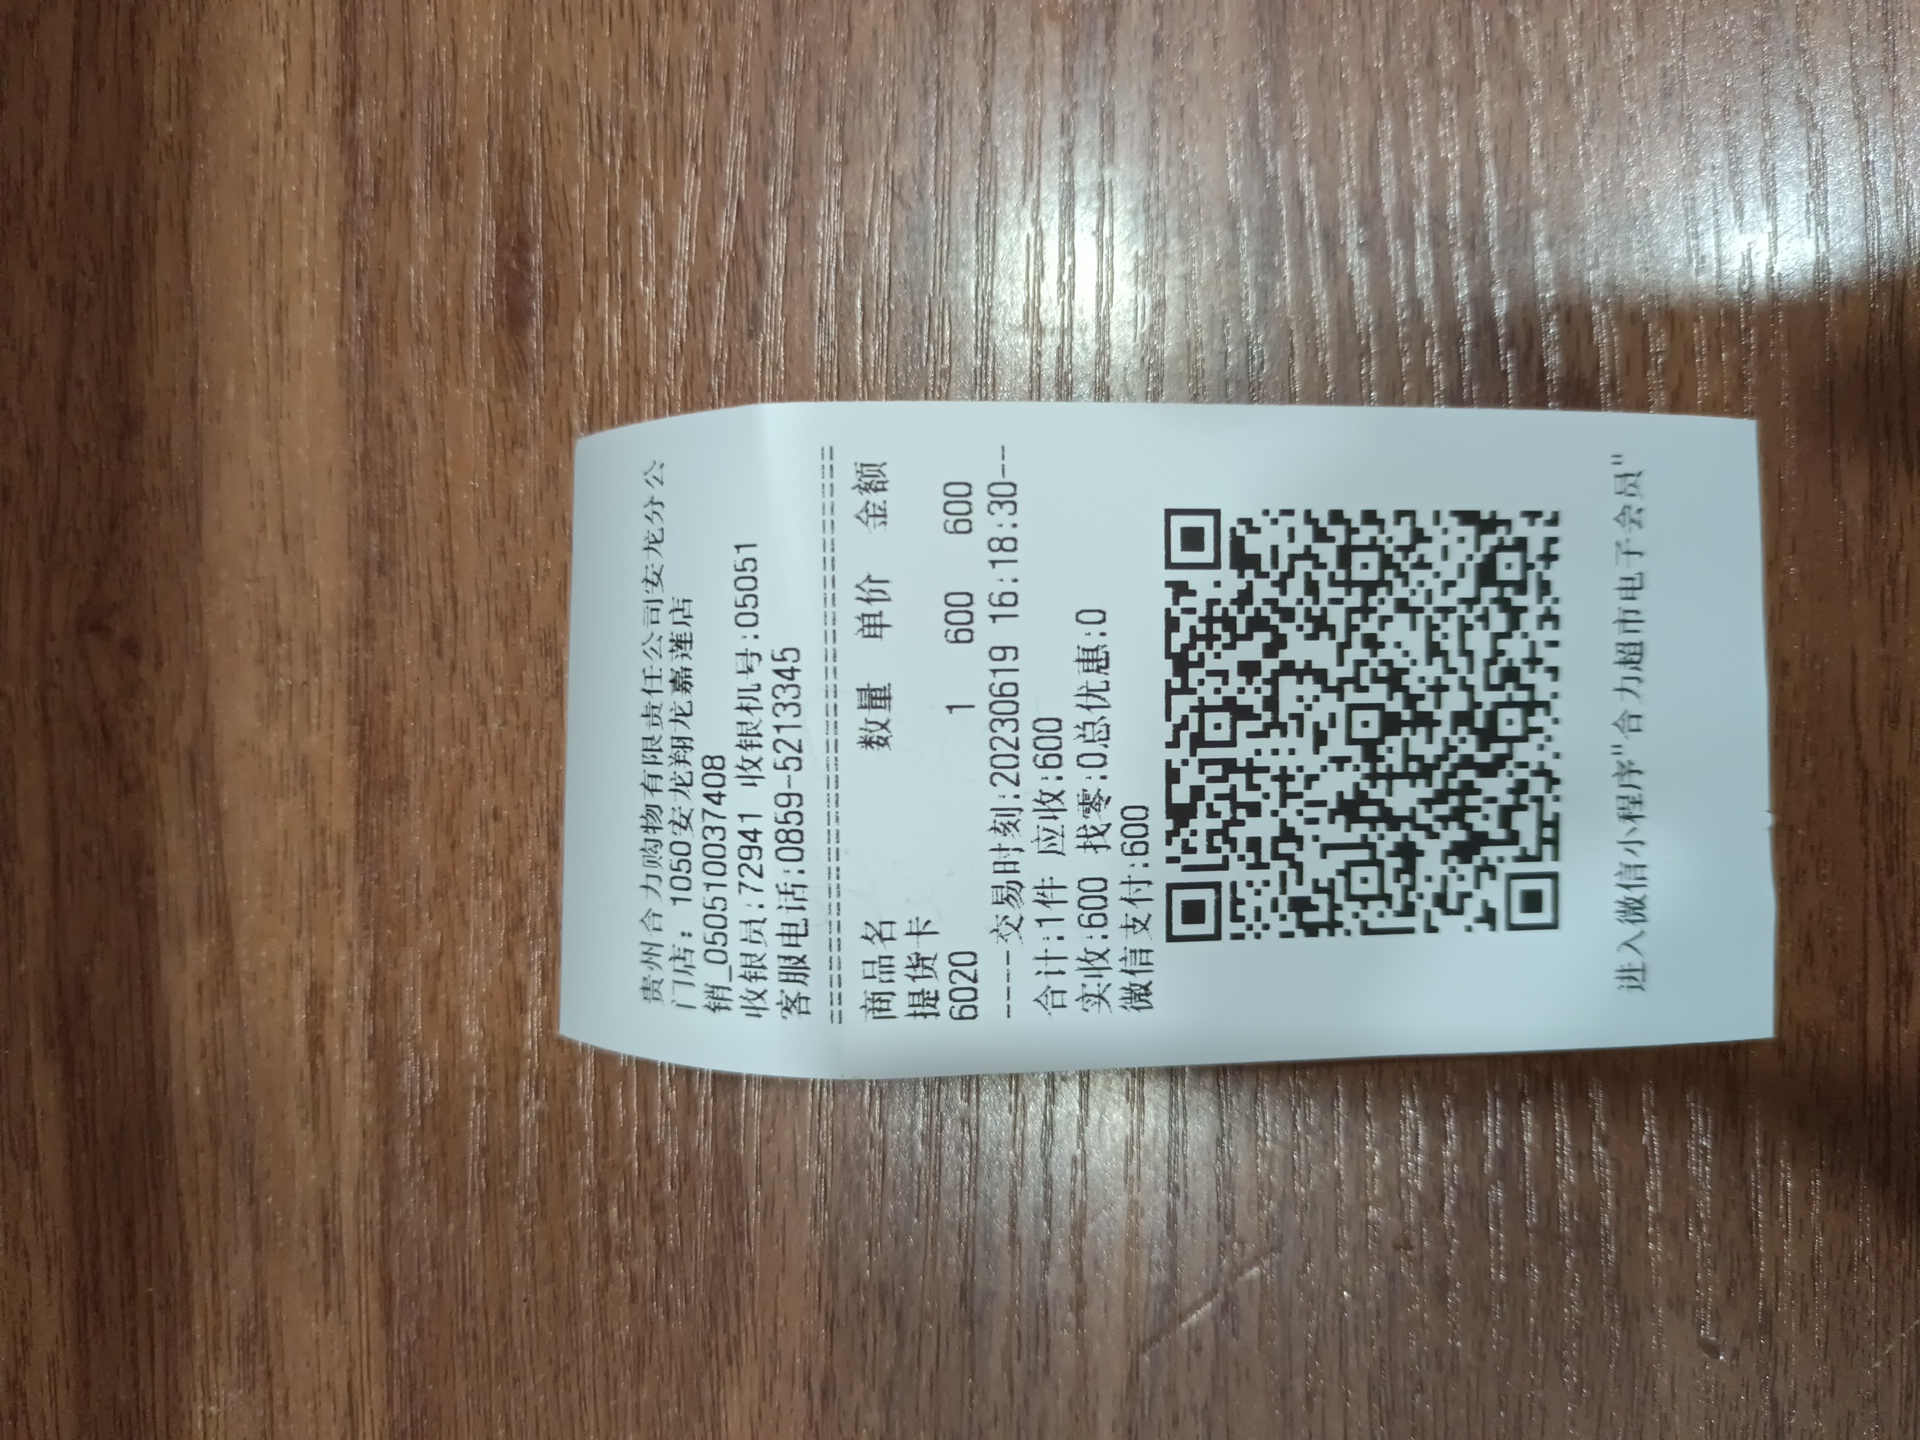 贵州合力购物有限责任公司安龙分公
门店：1050安龙翔龙嘉莲店
销_0505100037408
收银员:72941 收银机号:05051
客服电话:0859-5213345
商品名 数量 单价 金额
提货卡
6020 1 600 600
----交易时刻:20230619 16:18:30--
合计:1件 应收:600
实收:600 找零:0总优惠:0
微信支付:600
进入微信小程序"合力超市电子会员"